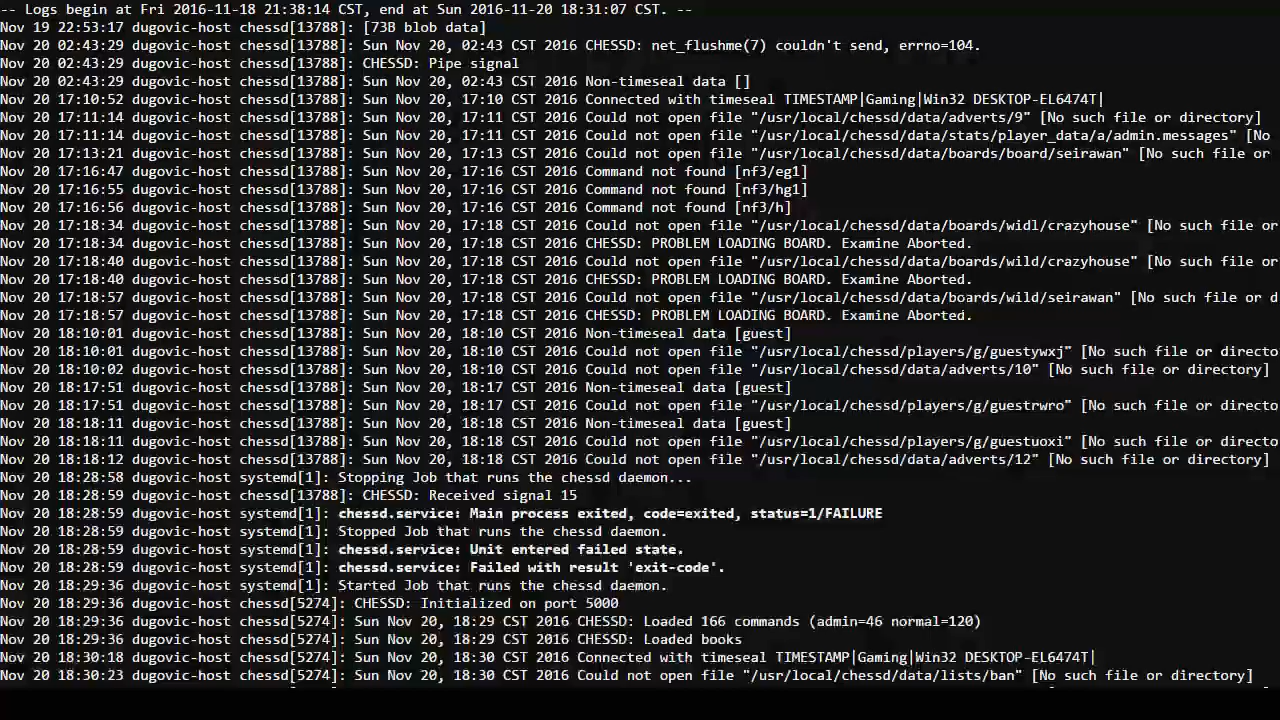 -- Logs begin at Fri 2016-11-18 21:38:14 CST, end at Sun 2016-11-20 18:31:07 CST. --
Nov 19 22:53:17 dugovic-host chessd[13788]: [73B blob data]
Nov 20 02:43:29 dugovic-host chessd[13788]: Sun Nov 20, 02:43 CST 2016 CHESSD: net_flushme(7) couldn't send, errno=104.
Nov 20 02:43:29 dugovic-host chessd[13788]: CHESSD: Pipe signal
Nov 20 02:43:29 dugovic-host chessd[13788]: Sun Nov 20, 02:43 CST 2016 Non-timeseal data []
Nov 20 17:10:52 dugovic-host chessd[13788]: Sun Nov 20, 17:10 CST 2016 Connected with timeseal TIMESTAMP|Gaming|Win32 DESKTOP-EL6474T|
Nov 20 17:11:14 dugovic-host chessd[13788]: Sun Nov 20, 17:11 CST 2016 Could not open file "/usr/local/chessd/data/adverts/9" [No such file or directory]
Nov 20 17:11:14 dugovic-host chessd[13788]: Sun Nov 20, 17:11 CST 2016 Could not open file "/usr/local/chessd/data/stats/player_data/a/admin.messages" [No
Nov 20 17:13:21 dugovic-host chessd[13788]: Sun Nov 20, 17:13 CST 2016 Could not open file "/usr/local/chessd/data/boards/board/seirawan" [No such file or
Nov 20 17:16:47 dugovic-host chessd[13788]: Sun Nov 20, 17:16 CST 2016 Command not found [nf3/eg1]
Nov 20 17:16:55 dugovic-host chessd[13788]: Sun Nov 20, 17:16 CST 2016 Command not found [nf3/hg1]
Nov 20 17:16:56 dugovic-host chessd[13788]: Sun Nov 20, 17:16 CST 2016 Command not found [nf3/h]
Nov 20 17:18:34 dugovic-host chessd[13788]: Sun Nov 20, 17:18 CST 2016 Could not open file "/usr/local/chessd/data/boards/widl/crazyhouse" [No such file or
Nov 20 17:18:34 dugovic-host chessd[13788]: Sun Nov 20, 17:18 CST 2016 CHESSD: PROBLEM LOADING BOARD. Examine Aborted.
Nov 20 17:18:40 dugovic-host chessd[13788]: Sun Nov 20, 17:18 CST 2016 Could not open file "/usr/local/chessd/data/boards/wild/crazyhouse" [No such file or
Nov 20 17:18:40 dugovic-host chessd[13788]: Sun Nov 20, 17:18 CST 2016 CHESSD: PROBLEM LOADING BOARD. Examine Aborted.
Nov 20 17:18:57 dugovic-host chessd[13788]: Sun Nov 20, 17:18 CST 2016 Could not open file "/usr/local/chessd/data/boards/wild/seirawan" [No such file or d
Nov 20 17:18:57 dugovic-host chessd[13788]: Sun Nov 20, 17:18 CST 2016 CHESSD: PROBLEM LOADING BOARD. Examine Aborted.
Nov 20 18:10:01 dugovic-host chessd[13788]: Sun Nov 20, 18:10 CST 2016 Non-timeseal data [guest]
Nov 20 18:10:01 dugovic-host chessd[13788]: Sun Nov 20, 18:10 CST 2016 Could not open file "/usr/local/chessd/players/g/guestywxj" [No such file or directo
Nov 20 18:10:02 dugovic-host chessd[13788]: Sun Nov 20, 18:10 CST 2016 Could not open file "/usr/local/chessd/data/adverts/10" [No such file or directory]
Nov 20 18:17:51 dugovic-host chessd[13788]: Sun Nov 20, 18:17 CST 2016 Non-timeseal data [guest]
Nov 20 18:17:51 dugovic-host chessd[13788]: Sun Nov 20, 18:17 CST 2016 Could not open file "/usr/local/chessd/players/g/guestrwro" [No such file or directo
Nov 20 18:18:11 dugovic-host chessd[13788]: Sun Nov 20, 18:18 CST 2016 Non-timeseal data [guest]
Nov 20 18:18:11 dugovic-host chessd[13788]: Sun Nov 20, 18:18 CST 2016 Could not open file "/usr/local/chessd/players/g/guestuoxi" [No such file or directo
Nov 20 18:18:12 dugovic-host chessd[13788]: Sun Nov 20, 18:18 CST 2016 Could not open file "/usr/local/chessd/data/adverts/12" [No such file or directory]
Nov 20 18:28:58 dugovic-host systemd[1]: Stopping Job that runs the chessd daemon...
Nov 20 18:28:59 dugovic-host chessd[13788]: CHESSD: Received signal 15
Nov 20 18:28:59 dugovic-host systemd[1]: chessd.service: Main process exited, code=exited, status=1/FAILURE
Nov 20 18:28:59 dugovic-host systemd[1]: Stopped Job that runs the chessd daemon.
Nov 20 18:28:59 dugovic-host systemd[1]: chessd.service: Unit entered failed state.
Nov 20 18:28:59 dugovic-host systemd[1]: chessd.service: Failed with result 'exit-code'.
Nov 20 18:29:36 dugovic-host systemd[1]: Started Job that runs the chessd daemon.
Nov 20 18:29:36 dugovic-host chessd[5274]: CHESSD: Initialized on port 5000
Nov 20 18:29:36 dugovic-host chessd[5274]: Sun Nov 20, 18:29 CST 2016 CHESSD: Loaded 166 commands (admin=46 normal=120)
Nov 20 18:29:36 dugovic-host chessd[5274]: Sun Nov 20, 18:29 CST 2016 CHESSD: Loaded books
Nov 20 18:30:18 dugovic-host chessd[5274]: Sun Nov 20, 18:30 CST 2016 Connected with timeseal TIMESTAMP|Gaming|Win32 DESKTOP-EL6474T|
Nov 20 18:30:23 dugovic-host chessd[5274]: Sun Nov 20, 18:30 CST 2016 Could not open file "/usr/local/chessd/data/lists/ban" [No such file or directory]